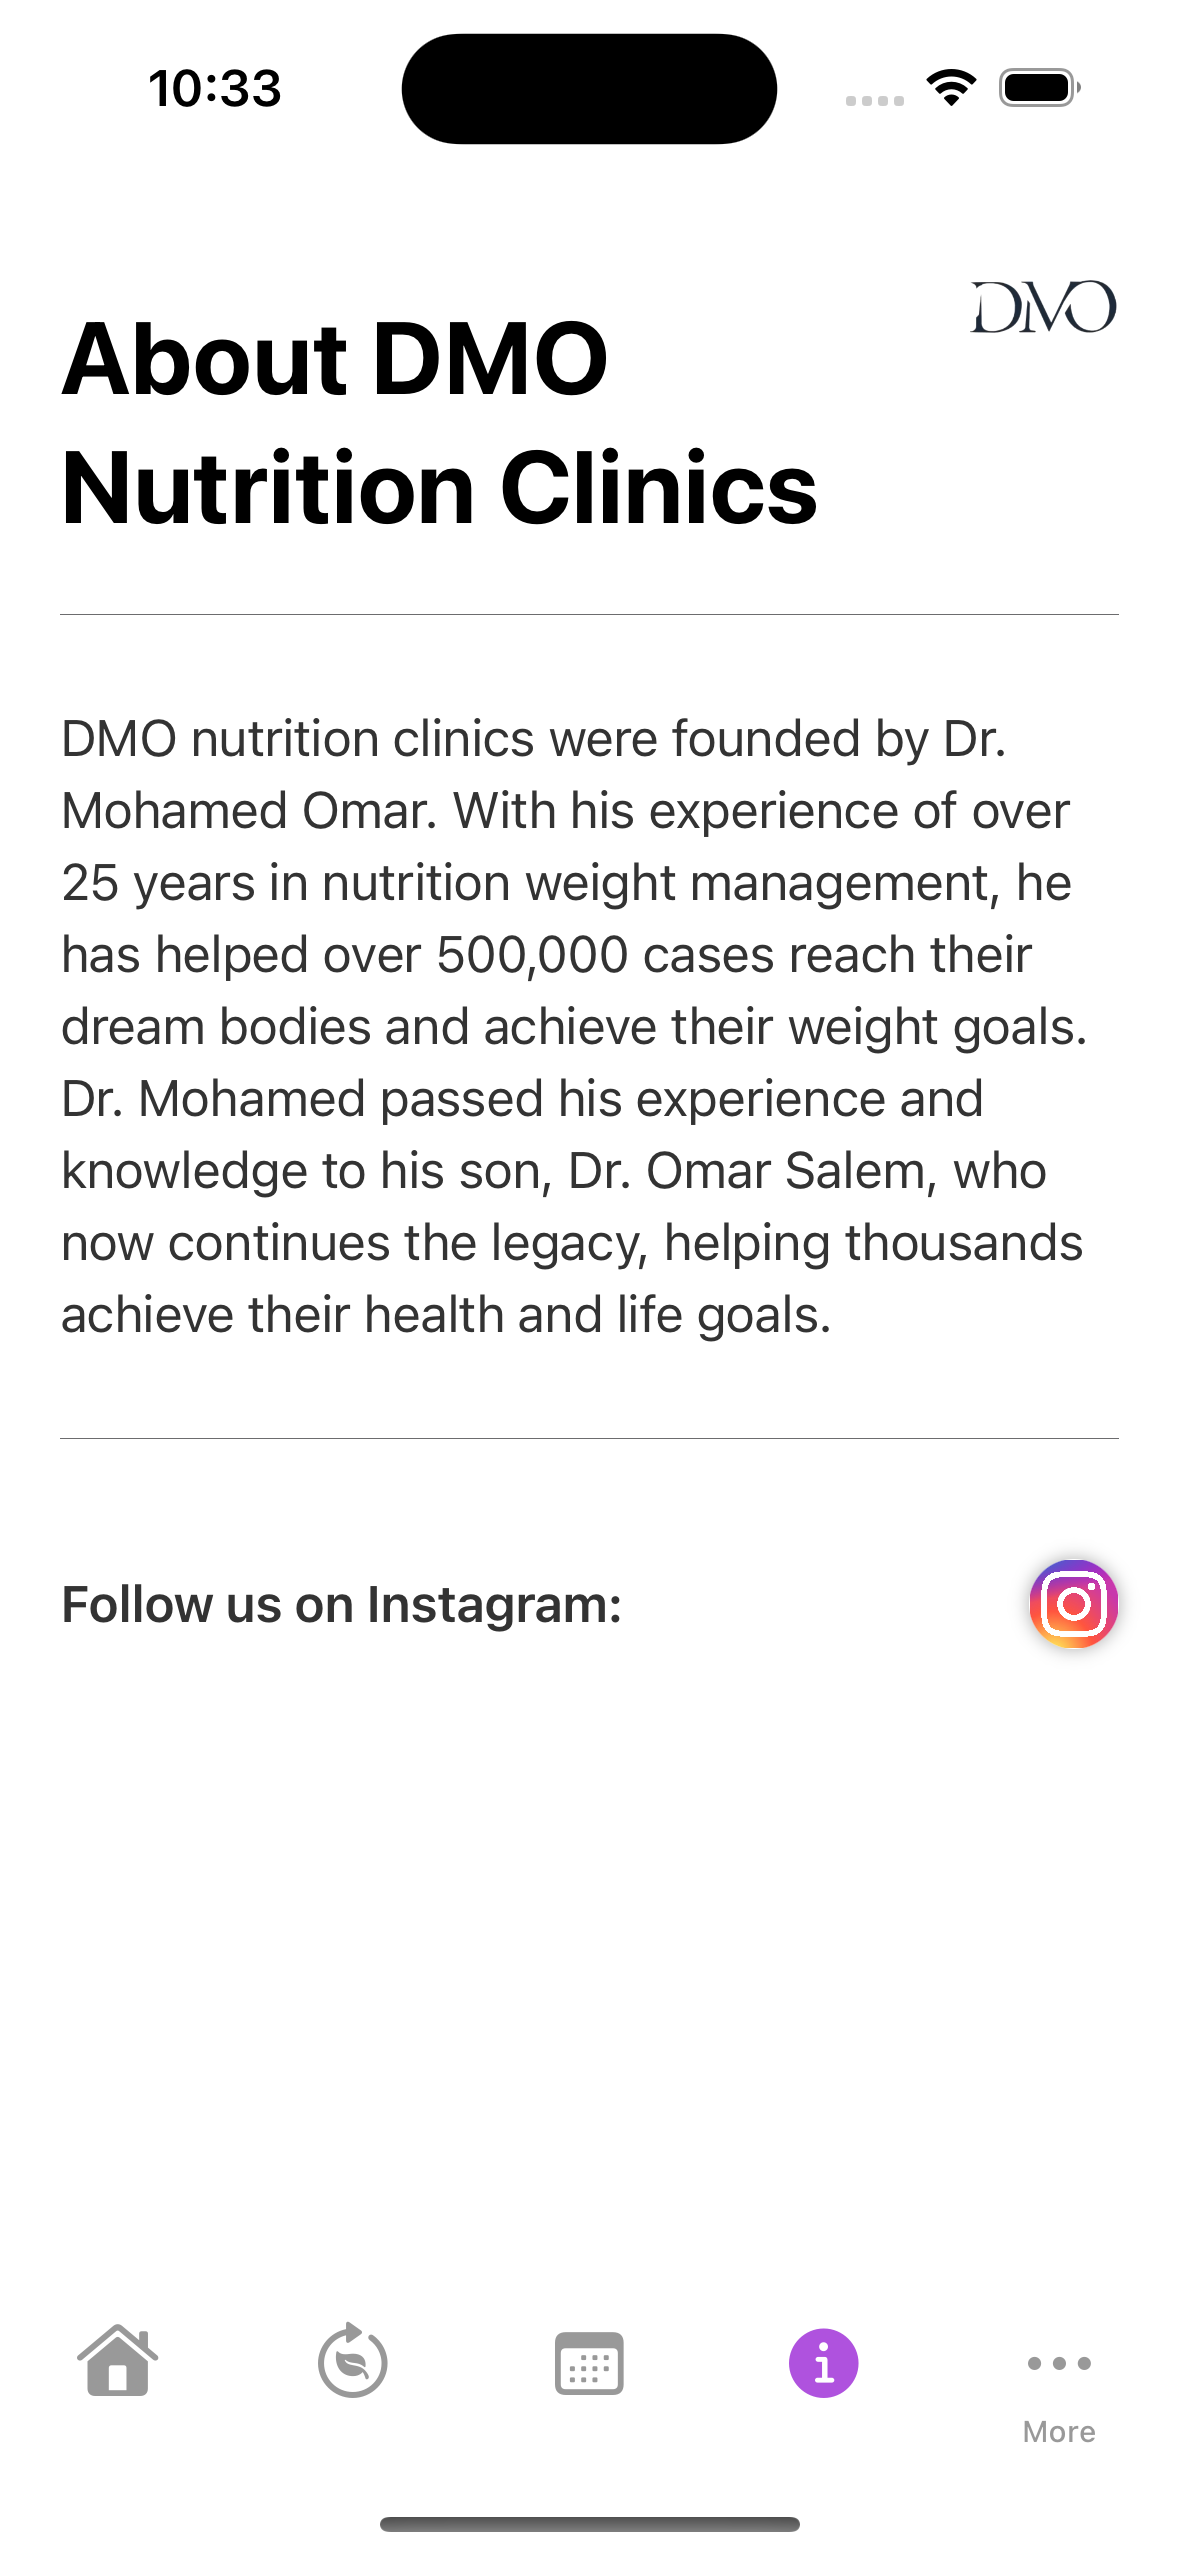 10:33
DMO
About DMO
Nutrition Clinics
DMO nutrition clinics were founded by Dr.
Mohamed Omar. With his experience of over
25 years in nutrition weight management, he
has helped over 500,000 cases reach their
dream bodies and achieve their weight goals.
Dr. Mohamed passed his experience and
knowledge to his son, Dr. Omar Salem, who
now continues the legacy, helping thousands
achieve their health and life goals.
Follow us on Instagram:
More